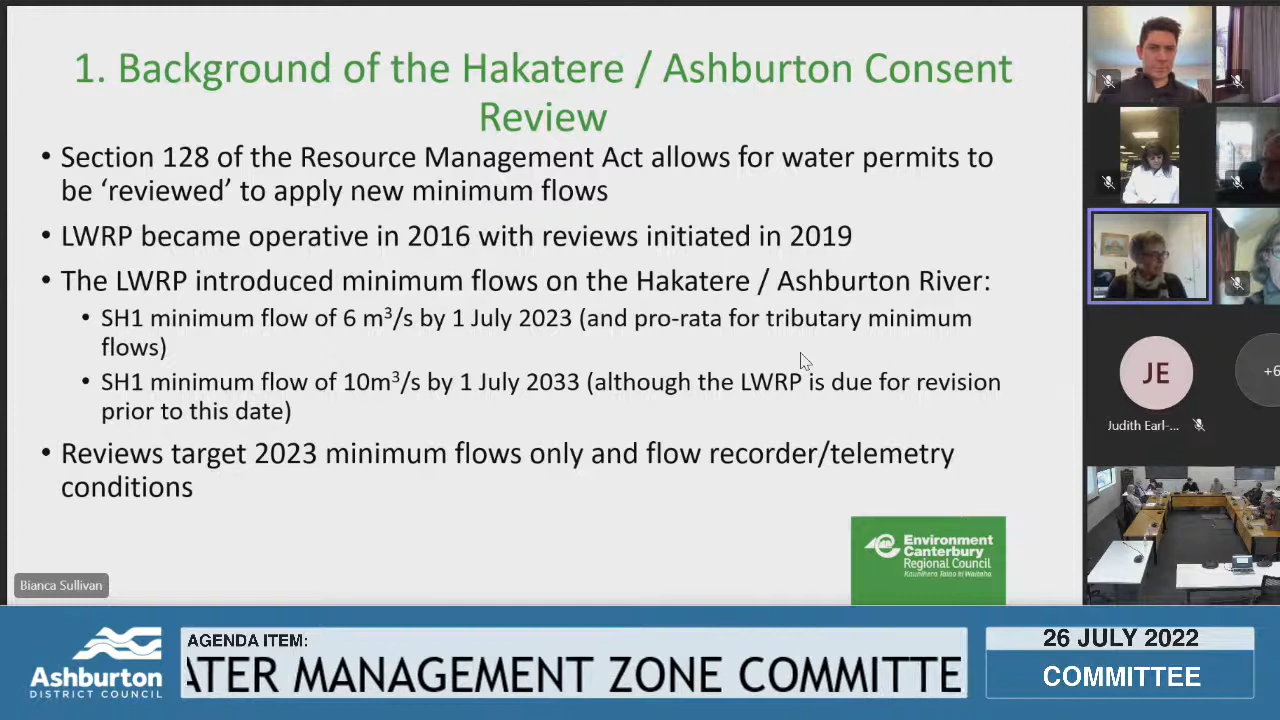 1. Background of the Hakatere / Ashburton Consent
Review
• Section 128 of the Resource Management Act allows for water permits to
be ‘reviewed’ to apply new minimum flows
• LWRP became operative in 2016 with reviews initiated in 2019
• The LWRP introduced minimum flows on the Hakatere / Ashburton River:
• SH1 minimum flow of 6 m³/s by 1 July 2023 (and pro-rata for tributary minimum
flows)
• SH1 minimum flow of 10m³/s by 1 July 2033 (although the LWRP is due for revision
prior to this date)
• Reviews target 2023 minimum flows only and flow recorder/telemetry
conditions
Environment
Canterbury
Regional Council
Kaunihera Taiao ki Waitaha
Bianca Sullivan
JE
+6
Judith Earl-...
Ashburton
DISTRICT COUNCIL
AGENDA ITEM:
ATER MANAGEMENT ZONE COMMITTE
26 JULY 2022
COMMITTEE